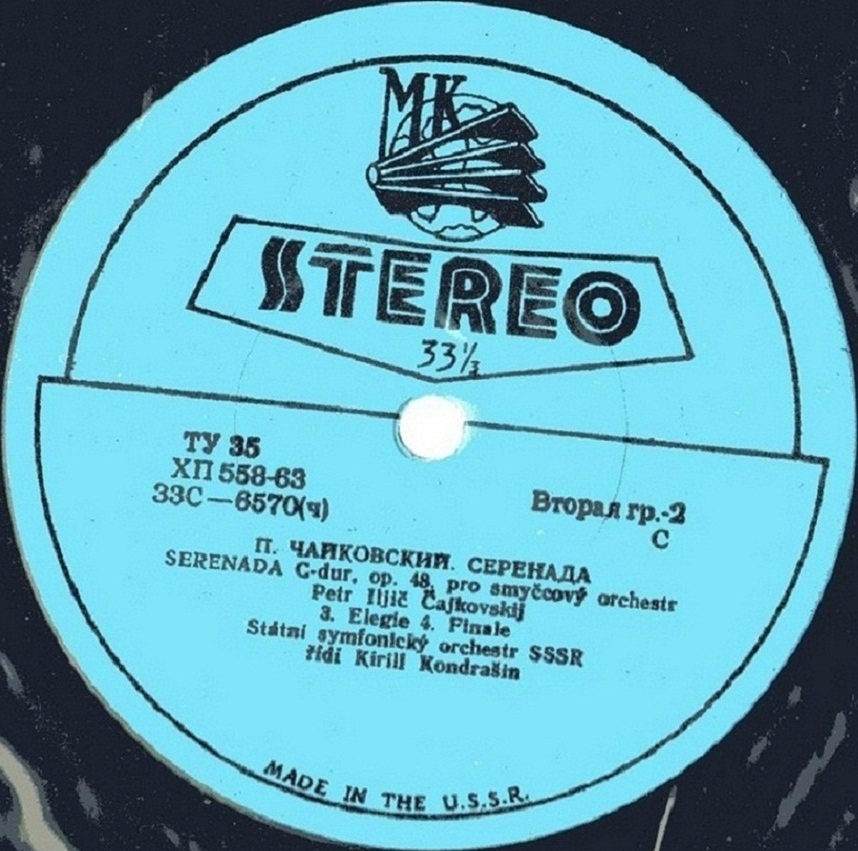 МК
STEREO
33⅓
ТУ 35
ХП 558-63
33С—6570(ч)
Вторая гр.-2
С
П. ЧАЙКОВСКИЙ. СЕРЕНАДА
SERENADA C-dur, op. 48, pro smyčcový orchestr
Petr Iljič Čajkovskij
3. Elegie 4. Finale
Státní symfonický orchestr SSSR
řídí Kirill Kondrašin
MADE IN THE U.S.S.R.